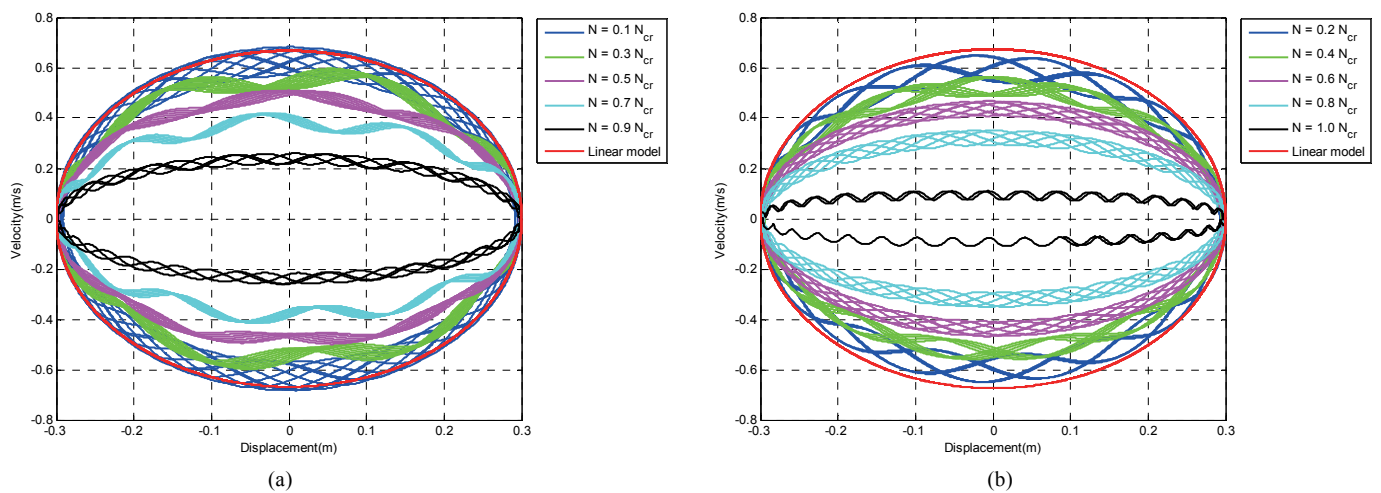 0.8
0.6
0.4
0.2
0
-0.2
-0.4
-0.6
-0.8
Velocity(m/s)
-0.3
-0.2
-0.1
0
0.1
0.2
0.3
Displacement(m)
N = 0.1 Ncr
N = 0.3 Ncr
N = 0.5 Ncr
N = 0.7 Ncr
N = 0.9 Ncr
Linear model
(a)
0.8
0.6
0.4
0.2
0
-0.2
-0.4
-0.6
-0.8
Velocity(m/s)
-0.3
-0.2
-0.1
0
0.1
0.2
0.3
Displacement(m)
N = 0.2 Ncr
N = 0.4 Ncr
N = 0.6 Ncr
N = 0.8 Ncr
N = 1.0 Ncr
Linear model
(b)